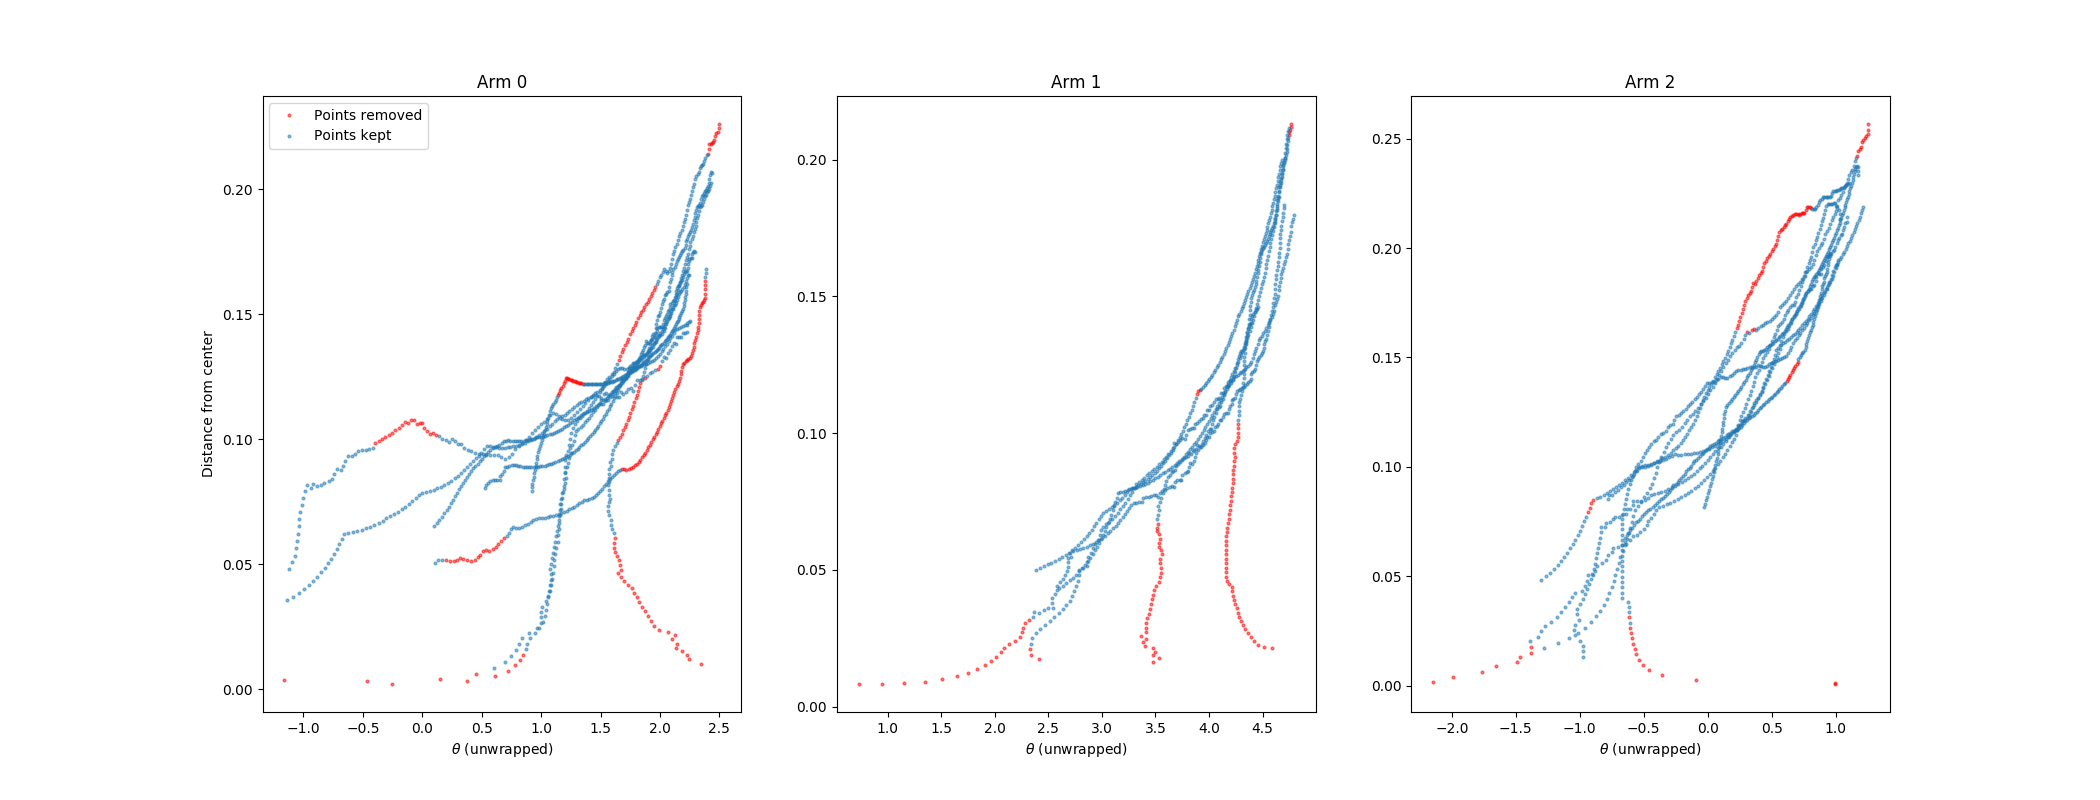 Arm 0
Arm 1
Arm 2
Points removed
Points kept
Distance from center
0.20
0.15
0.10
0.05
0.00
−1.0 −0.5 0.0 0.5 1.0 1.5 2.0 2.5
θ (unwrapped)
0.20
0.15
0.10
0.05
0.00
1.0 1.5 2.0 2.5 3.0 3.5 4.0 4.5
θ (unwrapped)
0.25
0.20
0.15
0.10
0.05
0.00
−2.0 −1.5 −1.0 −0.5 0.0 0.5 1.0
θ (unwrapped)